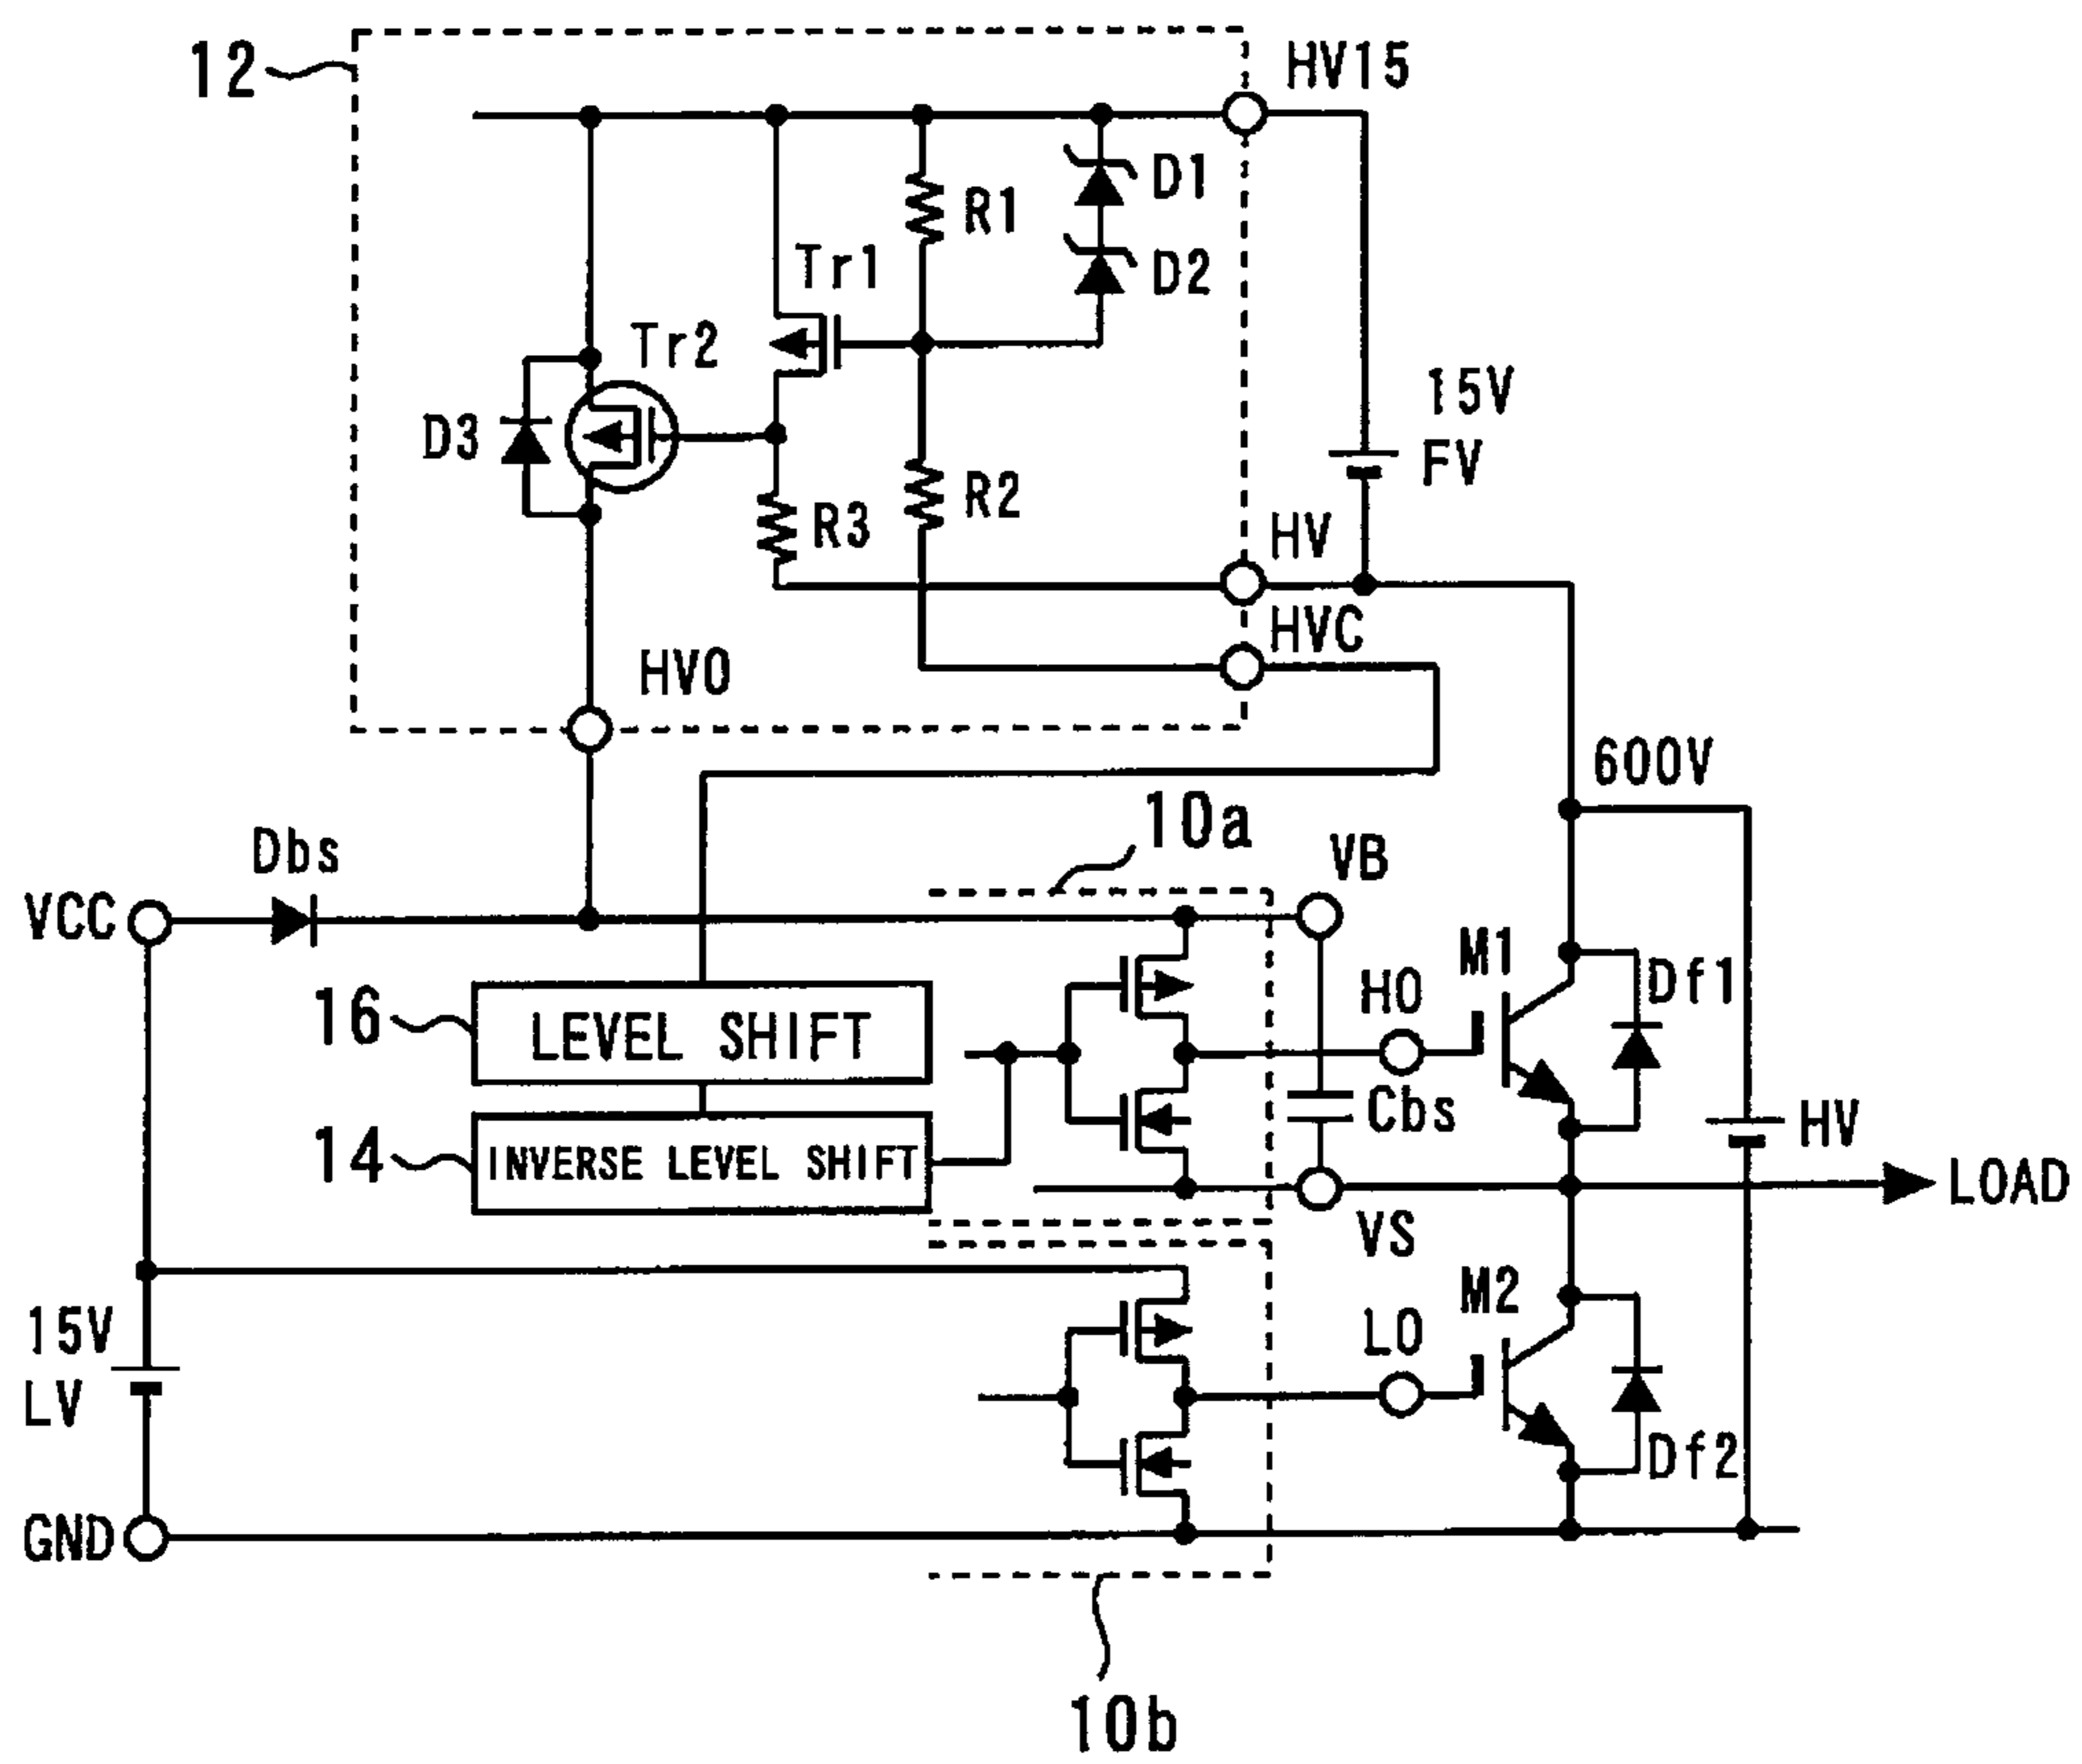 12
HV15
D1
R1
Tr1
D2
Tr2
15V
D3
FV
R2
R3
HV
HVC
HVO
600V
10a
Dbs
VB
VCC
M1
HO
Df1
16
LEVEL SHIFT
Cbs
HV
14
INVERSE LEVEL SHIFT
LOAD
VS
M2
15V
LO
LV
Df2
GND
10b